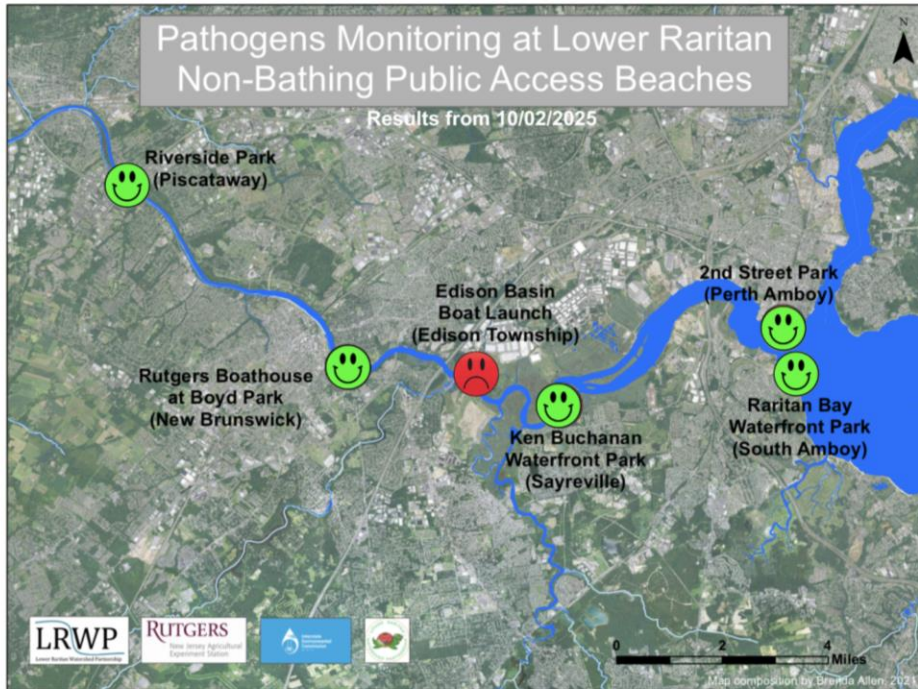 Pathogens Monitoring at Lower Raritan
Non-Bathing Public Access Beaches
Results from 10/02/2025
N
Riverside Park
(Piscataway)
2nd Street Park
(Perth Amboy)
Edison Basin
Boat Launch
(Edison Township)
Rutgers Boathouse
at Boyd Park
(New Brunswick)
Ken Buchanan
Waterfront Park
(Sayreville)
Raritan Bay
Waterfront Park
(South Amboy)
LRWP
Lower Raritan Watershed Partnership
RUTGERS
New Jersey Agricultural
Experiment Station
0 2 4
Miles
Map composition by Brenda Allen, 2021